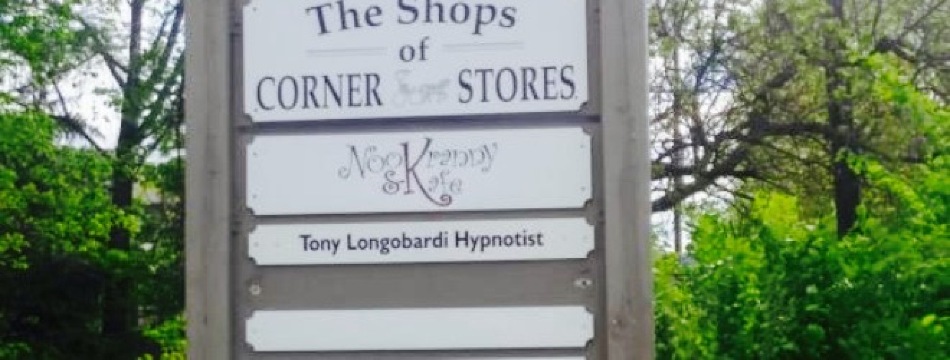 The Shops
of
CORNER STORES
NooKranny
& Kafe
Tony Longobardi Hypnotist